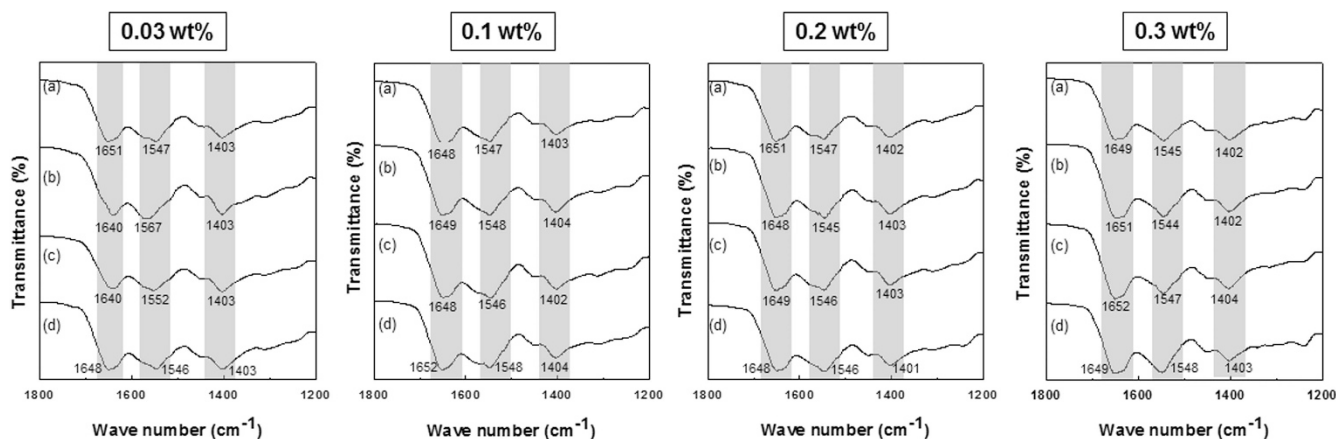 0.03 wt%
0.1 wt%
0.2 wt%
0.3 wt%
Transmittance (%)
(a)
1651 1547 1403
(b)
1640 1567 1403
(c)
1640 1552 1403
(d)
1648 1546 1403
1800 1600 1400 1200
Wave number (cm⁻¹)
Transmittance (%)
(a)
1648 1547 1403
(b)
1649 1548 1404
(c)
1648 1546 1402
(d)
1652 1548 1404
1800 1600 1400 1200
Wave number (cm⁻¹)
Transmittance (%)
(a)
1651 1547 1402
(b)
1648 1545 1403
(c)
1649 1546 1403
(d)
1648 1546 1401
1800 1600 1400 1200
Wave number (cm⁻¹)
Transmittance (%)
(a)
1649 1545 1402
(b)
1651 1544 1402
(c)
1652 1547 1404
(d)
1649 1548 1403
1800 1600 1400 1200
Wave number (cm⁻¹)